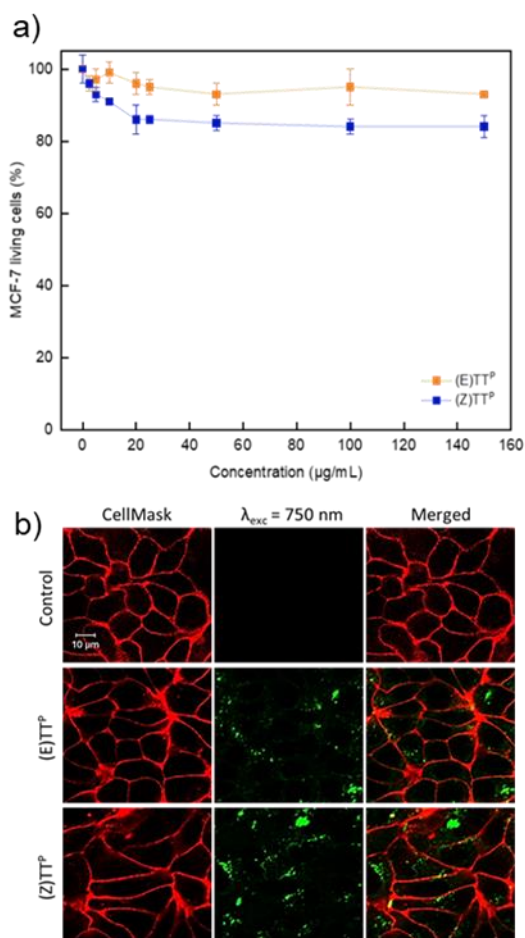 a)
100
80
60
40
20
0
MCF-7 living cells (%)
(E)TTᴾ
(Z)TTᴾ
0 20 40 60 80 100 120 140 160
Concentration (µg/mL)
b)
CellMask λexc = 750 nm Merged
Control
10 µm
(E)TTᴾ
(Z)TTᴾ